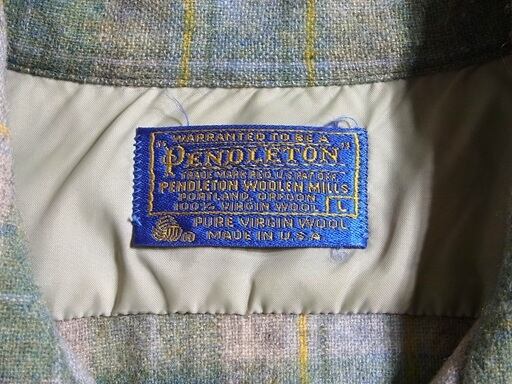 WARRANTED TO BE A
"PENDLETON"
TRADE MARK REG. U.S. PAT. OFF.
PENDLETON WOOLEN MILLS
PORTLAND, OREGON
100% VIRGIN WOOL L
PURE VIRGIN WOOL
MADE IN U.S.A